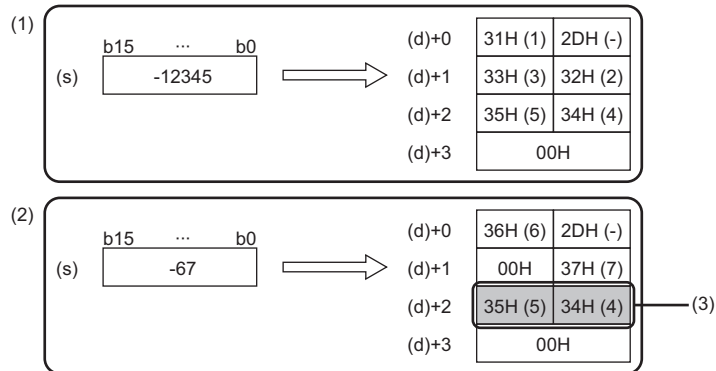 (1)
b15 ... b0
(s) -12345
(d)+0 31H (1) 2DH (-)
(d)+1 33H (3) 32H (2)
(d)+2 35H (5) 34H (4)
(d)+3 00H
(2)
b15 ... b0
(s) -67
(d)+0 36H (6) 2DH (-)
(d)+1 00H 37H (7)
(d)+2 35H (5) 34H (4) (3)
(d)+3 00H